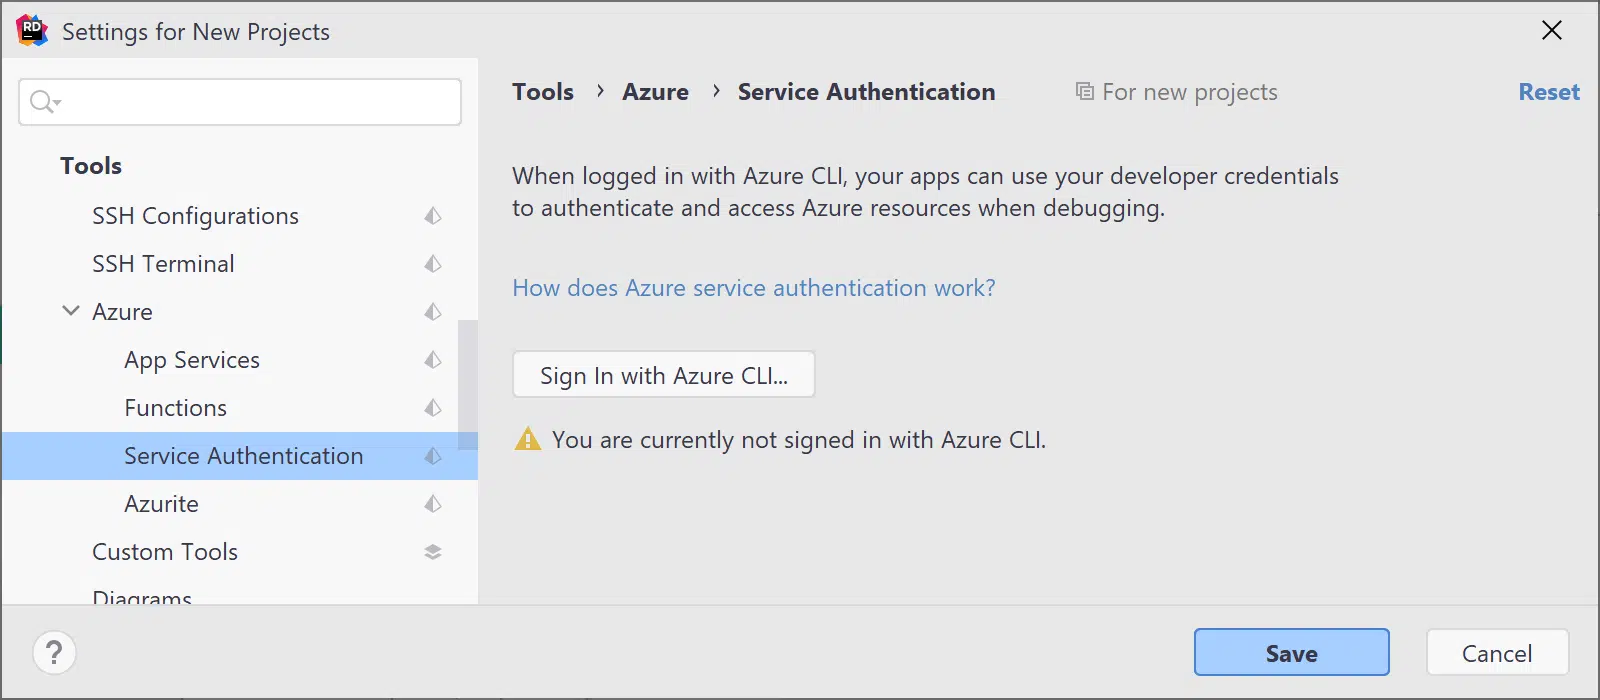 RD
Settings for New Projects
Tools
SSH Configurations
SSH Terminal
Azure
App Services
Functions
Service Authentication
Azurite
Custom Tools
Diagrams
Tools › Azure › Service Authentication
For new projects
Reset
When logged in with Azure CLI, your apps can use your developer credentials
to authenticate and access Azure resources when debugging.
How does Azure service authentication work?
Sign In with Azure CLI...
You are currently not signed in with Azure CLI.
?
Save
Cancel